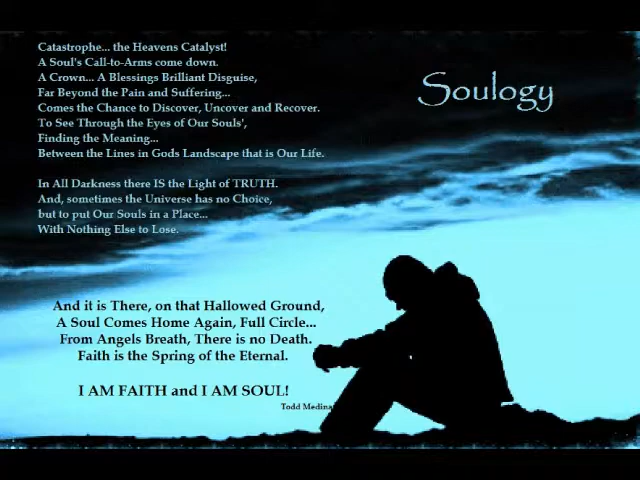 Soulogy
Catastrophe... the Heavens Catalyst!
A Soul's Call-to-Arms come down.
A Crown... A Blessings Brilliant Disguise,
Far Beyond the Pain and Suffering...
Comes the Chance to Discover, Uncover and Recover.
To See Through the Eyes of Our Souls',
Finding the Meaning...
Between the Lines in Gods Landscape that is Our Life.
In All Darkness there IS the Light of TRUTH.
And, sometimes the Universe has no Choice,
but to put Our Souls in a Place...
With Nothing Else to Lose.
And it is There, on that Hallowed Ground,
A Soul Comes Home Again, Full Circle...
From Angels Breath, There is no Death.
Faith is the Spring of the Eternal.
I AM FAITH and I AM SOUL!
Todd Medina